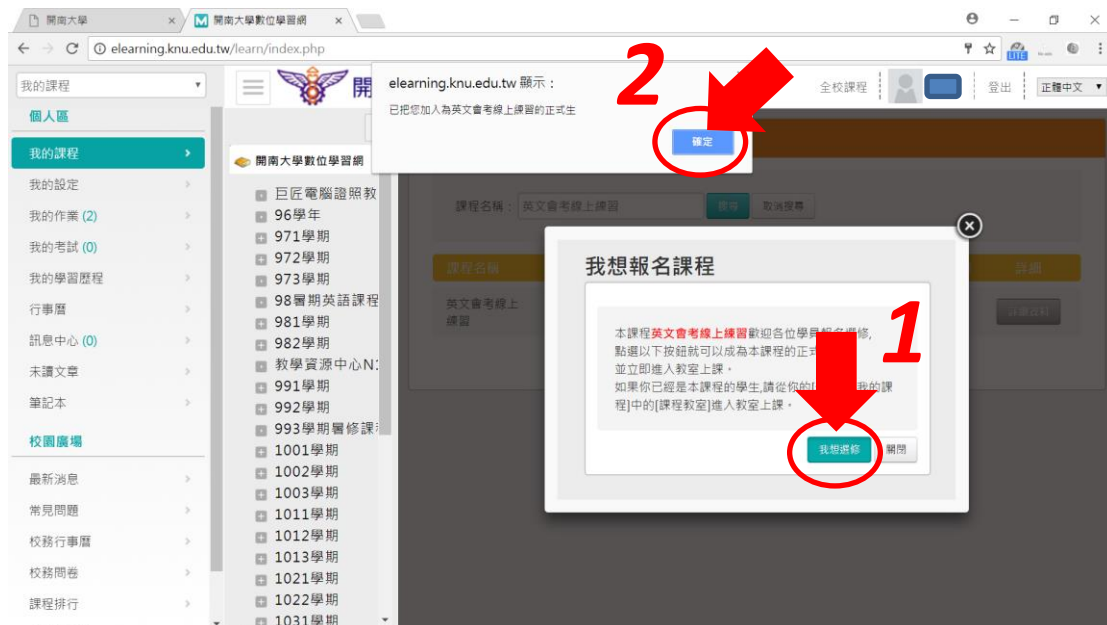 開南大學
開南大學數位學習網
elearning.knu.edu.tw/learn/index.php
我的課程
個人區
我的課程
我的設定
我的作業 (2)
我的考試 (0)
我的學習歷程
行事曆
訊息中心 (0)
未讀文章
筆記本
校園廣場
最新消息
常見問題
校務行事曆
校務問卷
課程排行
開
elearning.knu.edu.tw 顯示：
已把您加人為英文會考線上練習的正式生
確定
2
全校課程
登出
正體中文
開南大學數位學習網
巨匠電腦證照教
96學年
971學期
972學期
973學期
98暑期英語課程
981學期
982學期
教學資源中心N
991學期
992學期
993學期暑修課
1001學期
1002學期
1003學期
1011學期
1012學期
1013學期
1021學期
1022學期
1031學期
課程名稱：英文會考線上練習
搜尋
取消搜尋
課程名稱
詳細
英文會考線上
練習
詳細資料
我想報名課程
本課程英文會考線上練習歡迎各位學員報名選修,
點選以下按鈕就可以成為本課程的正式
並立即進人教室上課。
如果你已經是本課程的學生,請從你的[我的課
程]中的[課程教室]進人教室上課。
1
我想選修
關閉